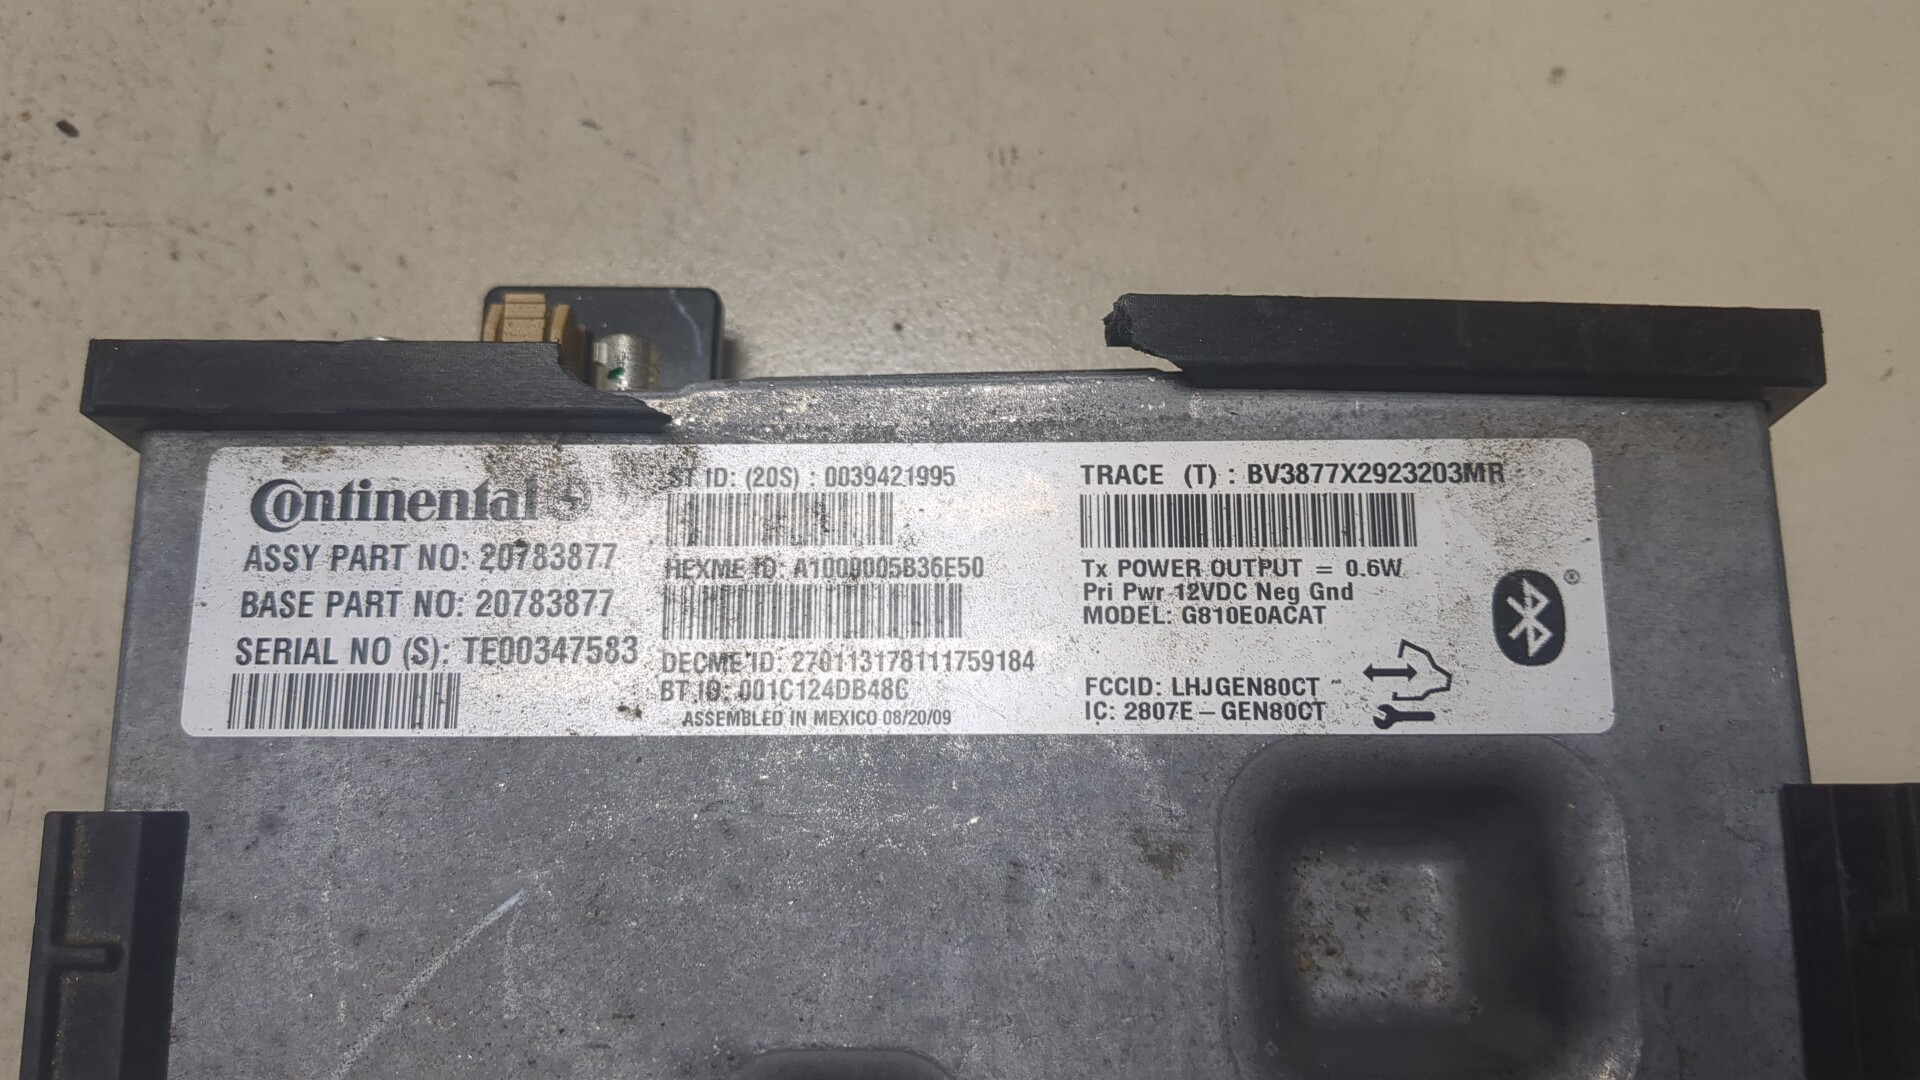 Continental
ASSY PART NO: 20783877
BASE PART NO: 20783877
SERIAL NO (S): TE00347583
ST ID: (20S) : 0039421995
HEXME ID: A1000005B36E50
DECME ID: 270113178111759184
BT ID: 001C124DB48C
ASSEMBLED IN MEXICO 08/20/09
TRACE (T) : BV3877X2923203MR
Tx POWER OUTPUT = 0.6W
Pri Pwr 12VDC Neg Gnd
MODEL: G810E0ACAT
®
FCCID: LHJGEN80CT
IC: 2807E – GEN80CT